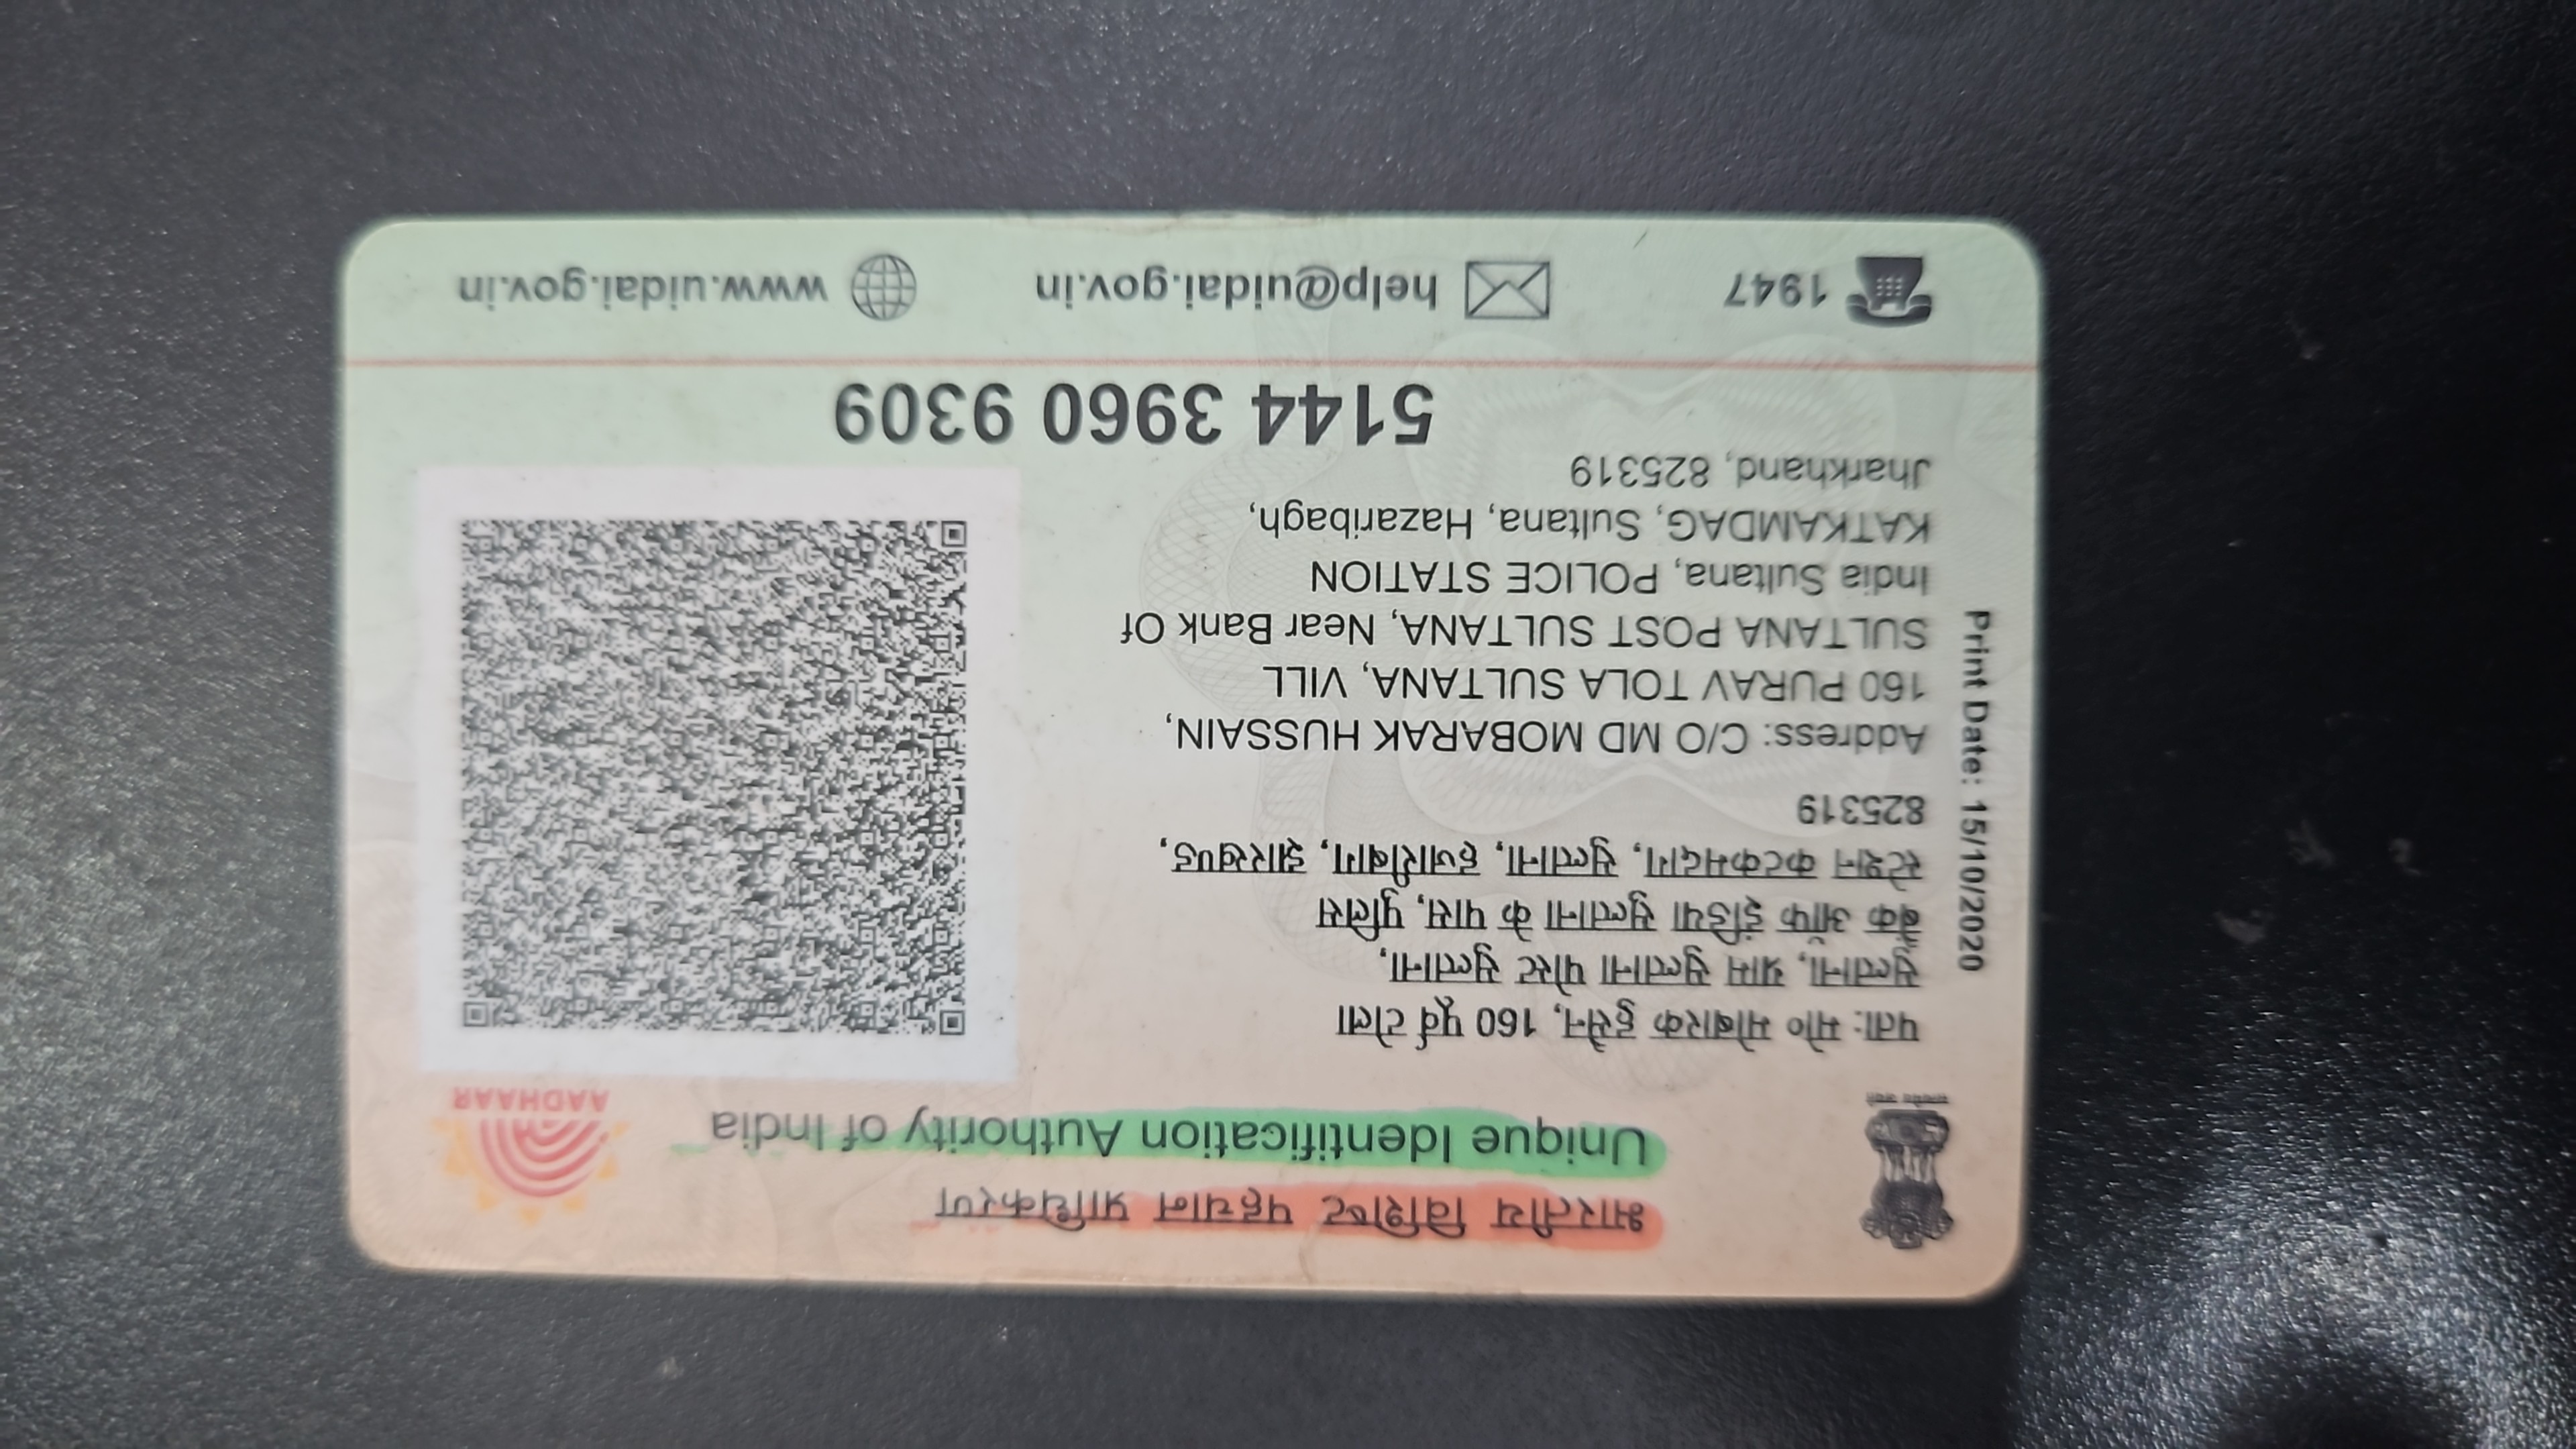 भारतीय विशिष्ट पहचान प्राधिकरण
Unique Identification Authority of India
AADHAAR
पता: मो० मोबारक हुसैन, 160 पूर्व टोला
सुल्ताना, ग्राम सुल्ताना पोस्ट सुल्ताना,
बैंक ऑफ इंडिया सुल्ताना के पास, पुलिस
स्टेशन कटकमदाग, सुल्ताना, हजारीबाग, झारखण्ड,
825319
Address: C/O MD MOBARAK HUSSAIN,
160 PURAV TOLA SULTANA, VILL
SULTANA POST SULTANA, Near Bank Of
India Sultana, POLICE STATION
KATKAMDAG, Sultana, Hazaribagh,
Jharkhand, 825319
Print Date: 15/10/2020
5144 3960 9309
1947
help@uidai.gov.in
www.uidai.gov.in